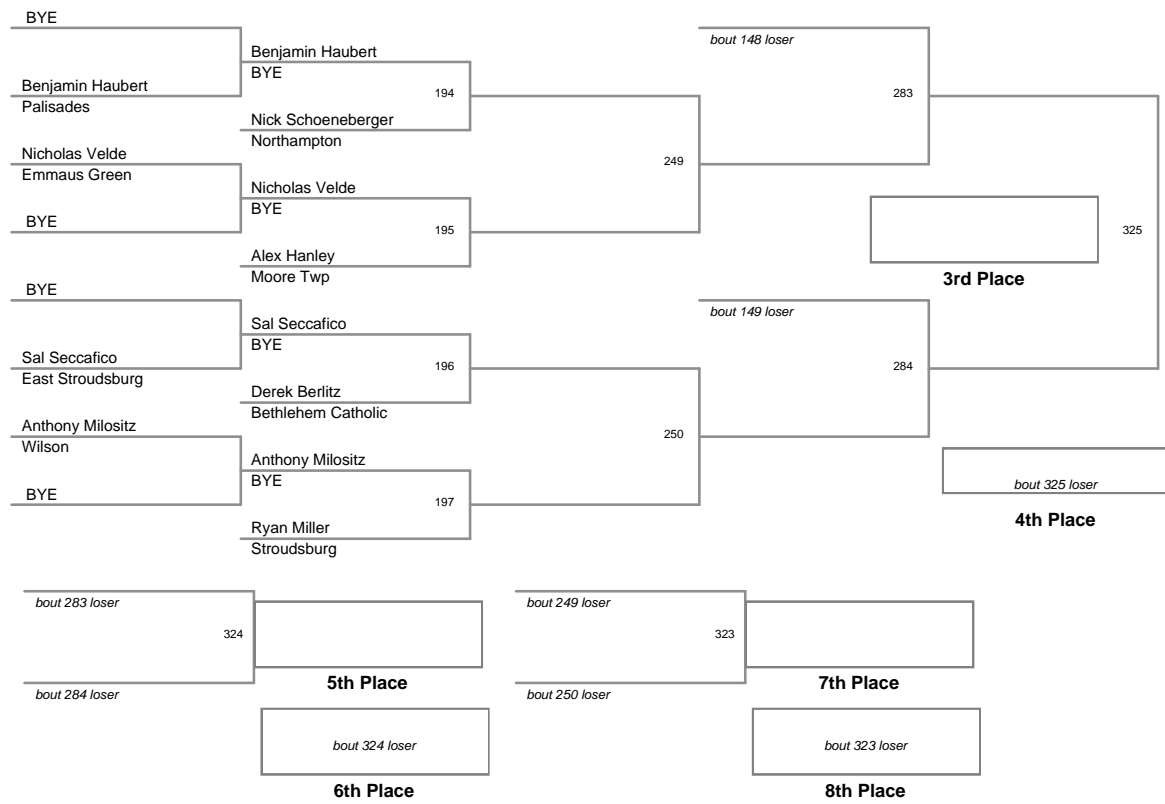 BYE
Benjamin Haubert
Palisades
Nicholas Velde
Emmaus Green
BYE
BYE
Sal Seccafico
East Stroudsburg
Anthony Milositz
Wilson
BYE
Benjamin Haubert
BYE
194
Nick Schoeneberger
Northampton
Nicholas Velde
BYE
195
Alex Hanley
Moore Twp
Sal Seccafico
BYE
196
Derek Berlitz
Bethlehem Catholic
Anthony Milositz
BYE
197
Ryan Miller
Stroudsburg
249
250
bout 148 loser
283
bout 149 loser
284
325
3rd Place
bout 325 loser
4th Place
bout 283 loser
324
bout 284 loser
5th Place
bout 324 loser
6th Place
bout 249 loser
323
bout 250 loser
7th Place
bout 323 loser
8th Place